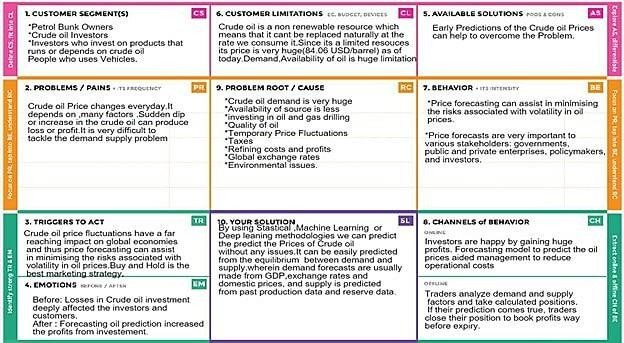 1. CUSTOMER SEGMENT(S)
CS
*Petrol Bunk Owners
*Crude oil Investors
*Investors who invest on products that
runs or depends on crude oil
People who uses Vehicles.
6. CUSTOMER LIMITATIONS EG. BUDGET, DEVICES
CL
Crude oil is a non renewable resource which
means that it cant be replaced naturally at the
rate we consume it.Since its a limited resouces
its price is very huge(84.06 USD/barrel) as of
today.Demand,Availability of oil is huge limitation
5. AVAILABLE SOLUTIONS PROS & CONS
AS
Early Predictions of the Crude oil Prices
can help to overcome the Problem.
Define CS, fit into CL
Explore AS, differentiate
2. PROBLEMS / PAINS + ITS FREQUENCY
PR
Crude oil Price changes everyday.It
depends on ,many factors .Sudden dip
or increase in the crude oil can produce
loss or profit.It is very difficult to
tackle the demand supply problem
9. PROBLEM ROOT / CAUSE
RC
*Crude oil demand is very huge
*Availability of source is less
*investing in oil and gas drilling
*Quality of oil
*Temporary Price Fluctuations
*Taxes
*Refining costs and profits
*Global exchange rates
*Environmental issues.
7. BEHAVIOR + ITS INTENSITY
BE
*Price forecasting can assist in minimising
the risks associated with volatility in oil
prices.
*Price forecasts are very important to
various stakeholders: governments,
public and private enterprises, policymakers,
and investors.
Focus on PR, tap into BE, understand RC
Focus on PR, tap into BE, understand RC
3. TRIGGERS TO ACT
TR
Crude oil price fluctuations have a far
reaching impact on global economies
and thus price forecasting can assist
in minimising the risks associated with
volatility in oil prices.Buy and Hold is the
best marketing strategy.
4. EMOTIONS BEFORE / AFTER
EM
Before: Losses in Crude oil investment
deeply affected the investors and
customers.
After : Forecasting oil prediction increased
the profits from investement.
10. YOUR SOLUTION
SL
By using Stastical ,Machine Learning or
Deep leaning methodologies we can predict
the predict the Prices of Crude oil
without any issues.It can be easily predicted
from the equilibrium between demand and
supply.wherein demand forecasts are usually
made from GDP,exchange rates and
domestic prices, and supply is predicted
from past production data and reserve data.
8. CHANNELS of BEHAVIOR
CH
ONLINE
Investors are happy by gaining huge
profits. Forecasting model to predict the oil
prices aided management to reduce
operational costs
OFFLINE
Traders analyze demand and supply
factors and take calculated positions.
If their prediction comes true, traders
close their position to book profits way
before expiry.
Identify strong TR & EM
Extract online & offline CH of BE